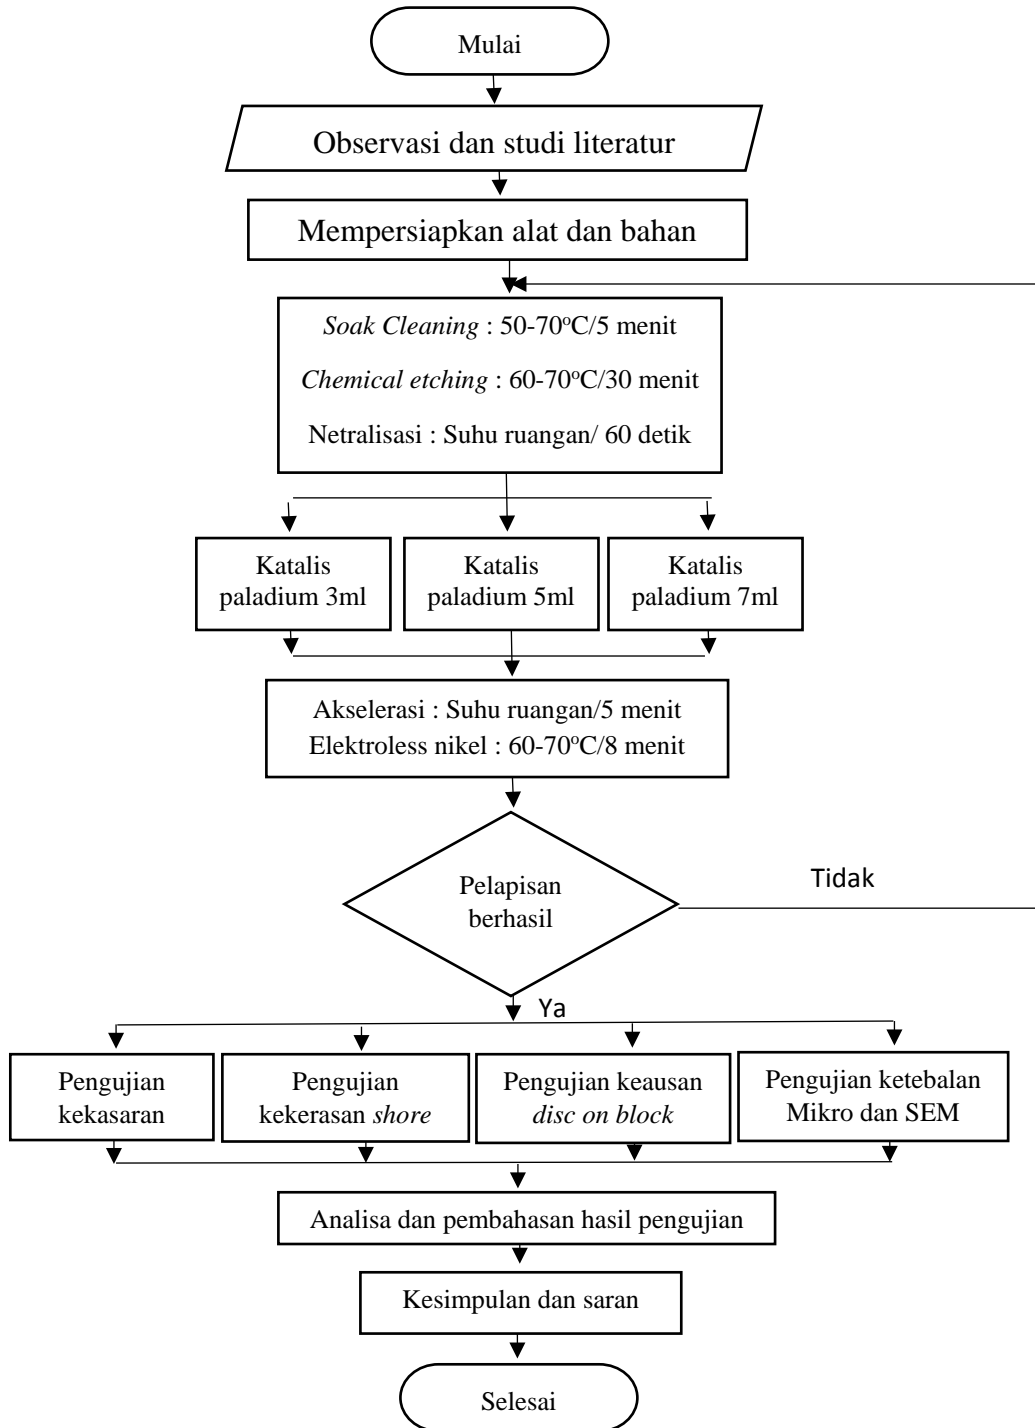 Mulai
Observasi dan studi literatur
Mempersiapkan alat dan bahan
Soak Cleaning : 50-70°C/5 menit
Chemical etching : 60-70°C/30 menit
Netralisasi : Suhu ruangan/ 60 detik
Katalis
paladium 3ml
Katalis
paladium 5ml
Katalis
paladium 7ml
Akselerasi : Suhu ruangan/5 menit
Elektroless nikel : 60-70°C/8 menit
Pelapisan
berhasil
Tidak
Ya
Pengujian
kekasaran
Pengujian
kekerasan shore
Pengujian keausan
disc on block
Pengujian ketebalan
Mikro dan SEM
Analisa dan pembahasan hasil pengujian
Kesimpulan dan saran
Selesai